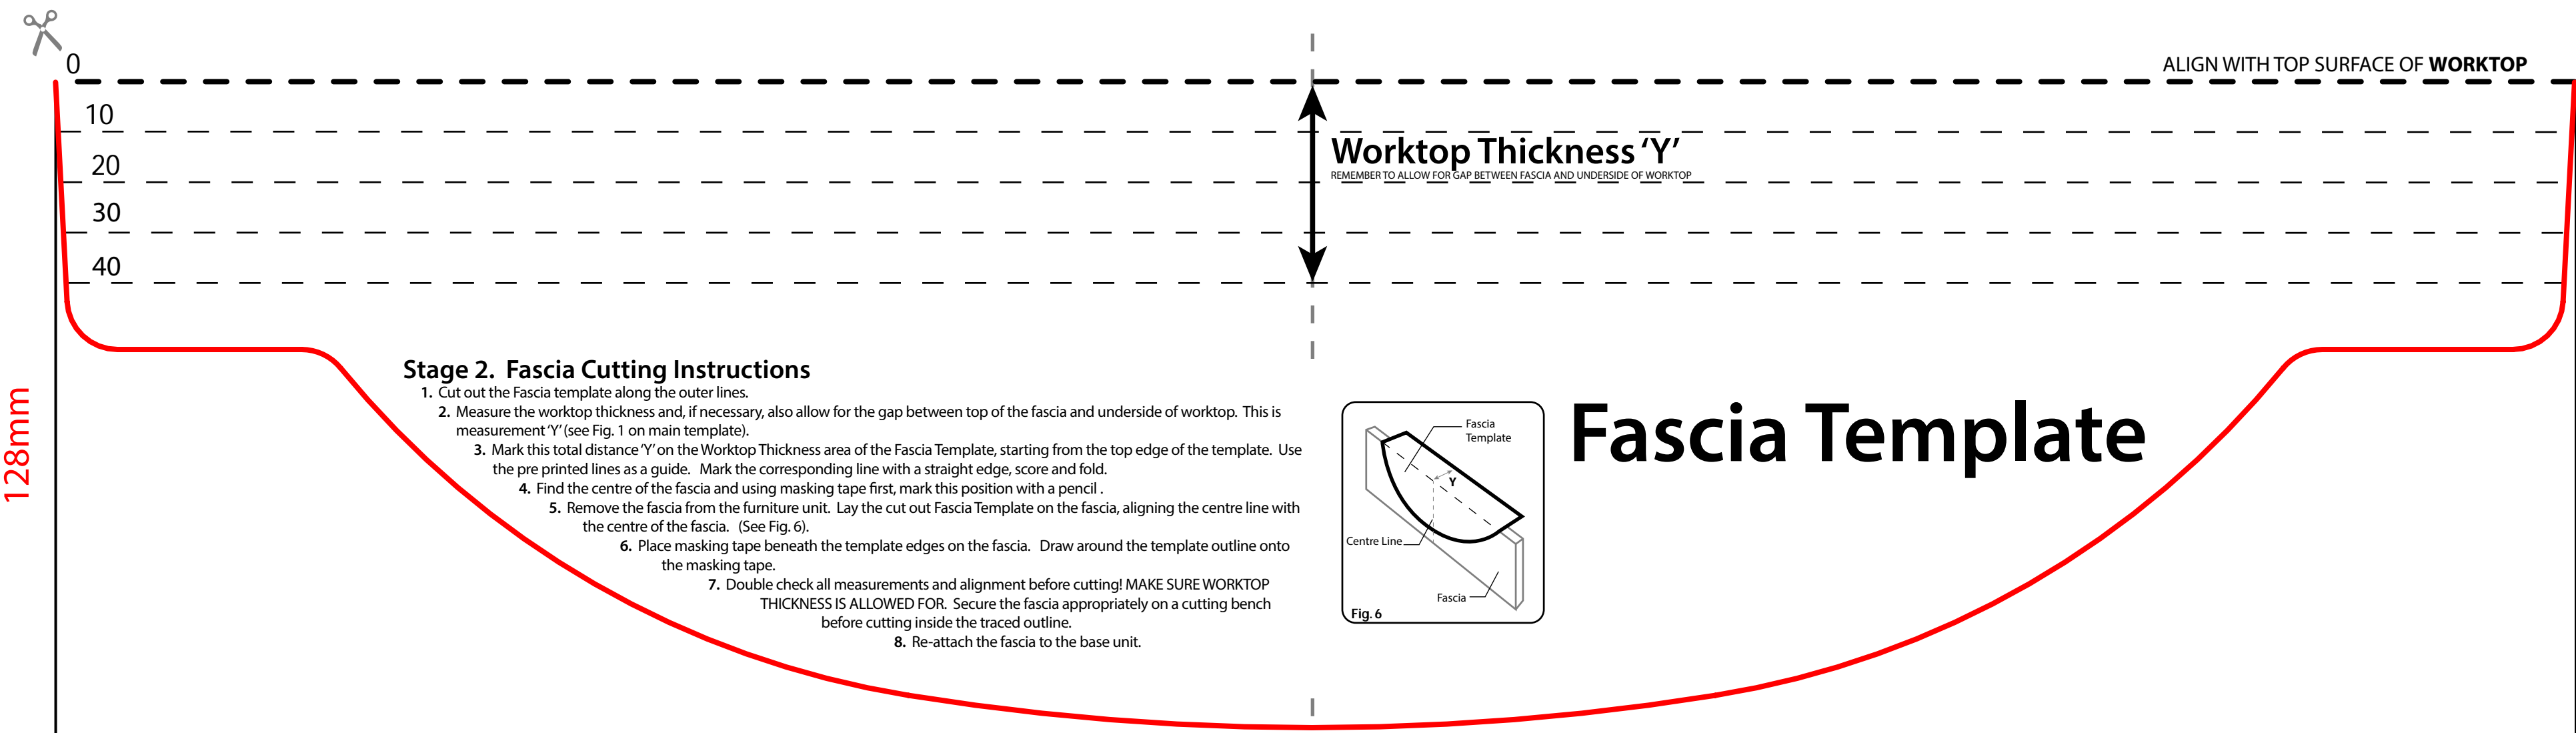 0
ALIGN WITH TOP SURFACE OF WORKTOP
10
Worktop Thickness ‘Y’
20
REMEMBER TO ALLOW FOR GAP BETWEEN FASCIA AND UNDERSIDE OF WORKTOP
30
40
128mm
Stage 2.  Fascia Cutting Instructions
1. Cut out the Fascia template along the outer lines.
2. Measure the worktop thickness and, if necessary, also allow for the gap between top of the fascia and underside of worktop.  This is
measurement ‘Y’ (see Fig. 1 on main template).
3. Mark this total distance ‘Y’ on the Worktop Thickness area of the Fascia Template, starting from the top edge of the template.  Use
the pre printed lines as a guide.   Mark the corresponding line with a straight edge, score and fold.
4. Find the centre of the fascia and using masking tape first, mark this position with a pencil .
5. Remove the fascia from the furniture unit.  Lay the cut out Fascia Template on the fascia, aligning the centre line with
the centre of the fascia.   (See Fig. 6).
6. Place masking tape beneath the template edges on the fascia.   Draw around the template outline onto
the masking tape.
7. Double check all measurements and alignment before cutting! MAKE SURE WORKTOP
THICKNESS IS ALLOWED FOR.  Secure the fascia appropriately on a cutting bench
before cutting inside the traced outline.
8. Re-attach the fascia to the base unit.
Fascia
Template
Y
Centre Line
Fascia
Fig. 6
Fascia Template